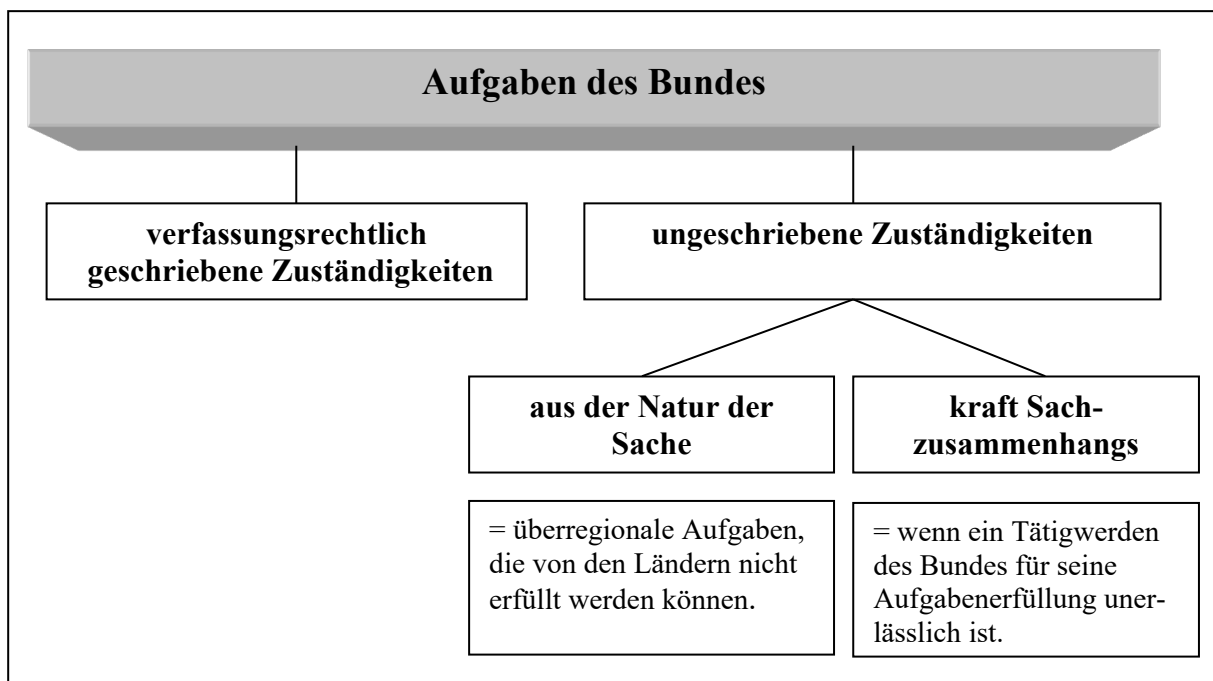 Aufgaben des Bundes
verfassungsrechtlich
geschriebene Zuständigkeiten
ungeschriebene Zuständigkeiten
aus der Natur der
Sache
kraft Sach-
zusammenhangs
= überregionale Aufgaben,
die von den Ländern nicht
erfüllt werden können.
= wenn ein Tätigwerden
des Bundes für seine
Aufgabenerfüllung uner-
lässlich ist.